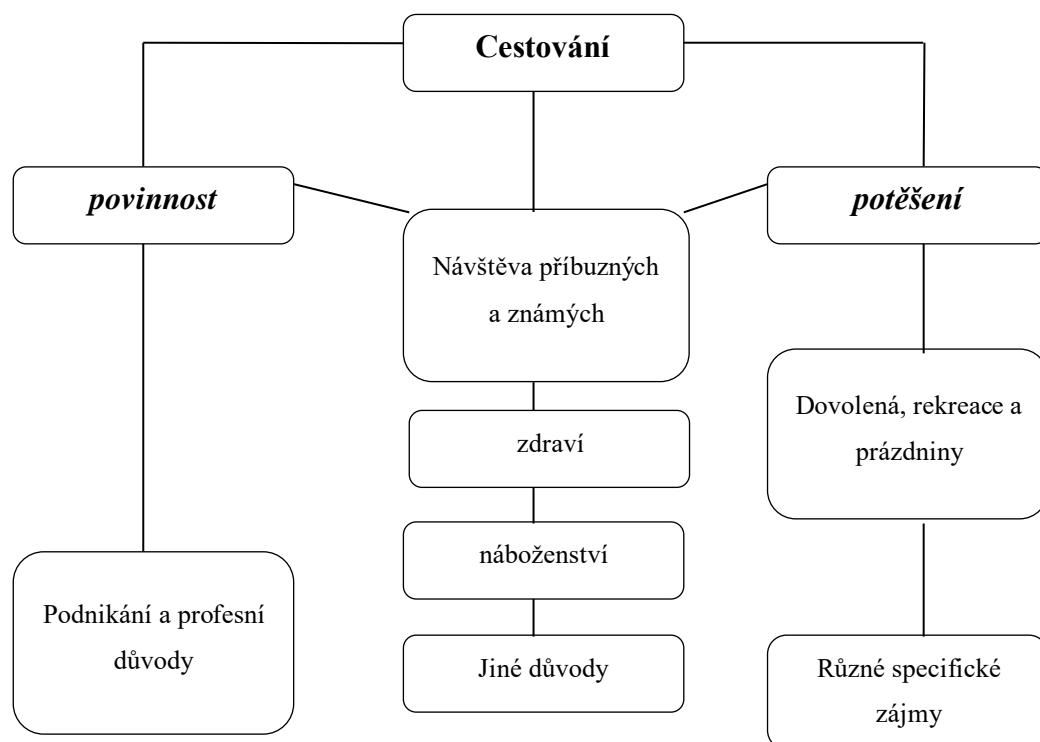 Cestování
povinnost
potěšení
Návštěva příbuzných
a známých
Dovolená, rekreace a
prázdniny
zdraví
náboženství
Podnikání a profesní
důvody
Jiné důvody
Různé specifické
zájmy